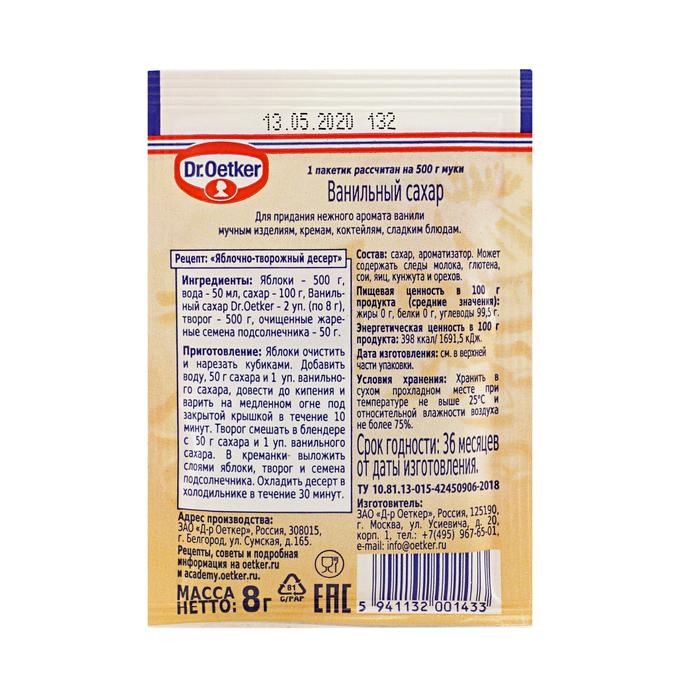 13.05.2020 132
Dr.Oetker
1 пакетик рассчитан на 500 г муки
Ванильный сахар
Для придания нежного аромата ванили
мучным изделиям, кремам, коктейлям, сладким блюдам.
Рецепт: «Яблочно-творожный десерт»
Ингредиенты: Яблоки – 500 г,
вода - 50 мл, сахар - 100 г, Ваниль-
ный сахар Dr.Oetker - 2 уп. (по 8 г),
творог - 500 г, очищенные жаре-
ные семена подсолнечника - 50 г.
Приготовление: Яблоки очистить
и нарезать кубиками. Добавить
воду, 50 г сахара и 1 уп. ванильно-
го сахара, довести до кипения и
варить на медленном огне под
закрытой крышкой в течение 10
минут. Творог смешать в блендере
с 50 г сахара и 1 уп. ванильного
сахара. В креманки- выложить
слоями яблоки, творог и семена
подсолнечника. Охладить десерт в
холодильнике в течение 30 минут.
Состав: сахар, ароматизатор. Может
содержать следы молока, глютена,
сои, яиц, кунжута и орехов.
Пищевая ценность в 100 г
продукта (средние значения):
жиры 0 г, белки 0 г, углеводы 99,5 г.
Энергетическая ценность в 100 г
продукта: 398 ккал/ 1691,5 кДж.
Дата изготовления: см. в верхней
части упаковки.
Условия хранения: Хранить в
сухом прохладном месте при
температуре не выше 25°С и
относительной влажности воздуха
не более 75%.
Срок годности: 36 месяцев
от даты изготовления.
ТУ 10.81.13-015-42450906-2018
Изготовитель:
ЗАО «Д-р Оеткер», Россия, 125190,
г. Москва, ул. Усиевича, д. 20,
корп. 1, тел.: +7(495) 967-65-01,
e-mail: info@oetker.ru
Адрес производства:
ЗАО «Д-р Оеткер», Россия, 308015,
г. Белгород, ул. Сумская, д.165.
Рецепты, советы и подробная
информация на oetker.ru
и academy.oetker.ru
МАССА
НЕТТО: 8 г
81
C/PAP
EAC
5 941132 001433